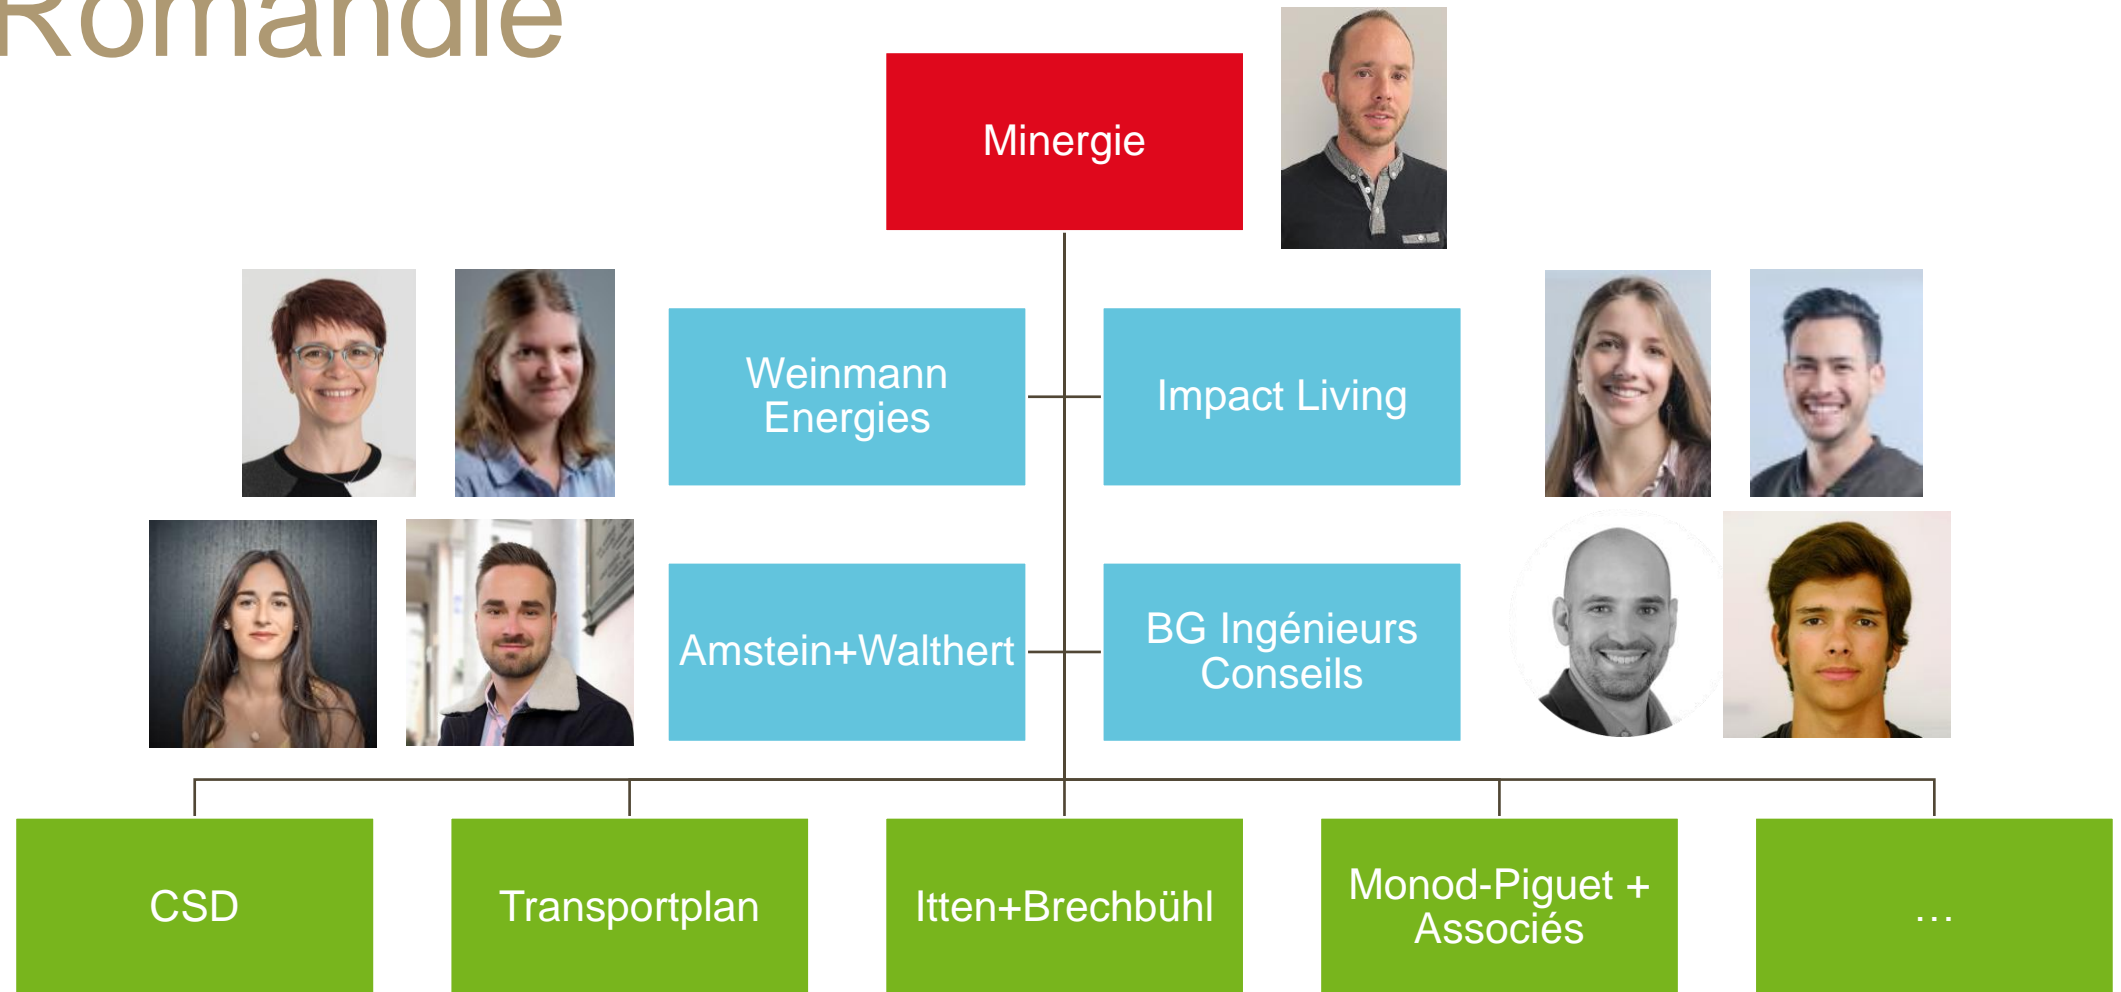 Romandie
Minergie
Weinmann
Energies
Impact Living
Amstein+Walthert
BG Ingénieurs
Conseils
CSD
Transportplan
Itten+Brechbühl
Monod-Piguet +
Associés
…